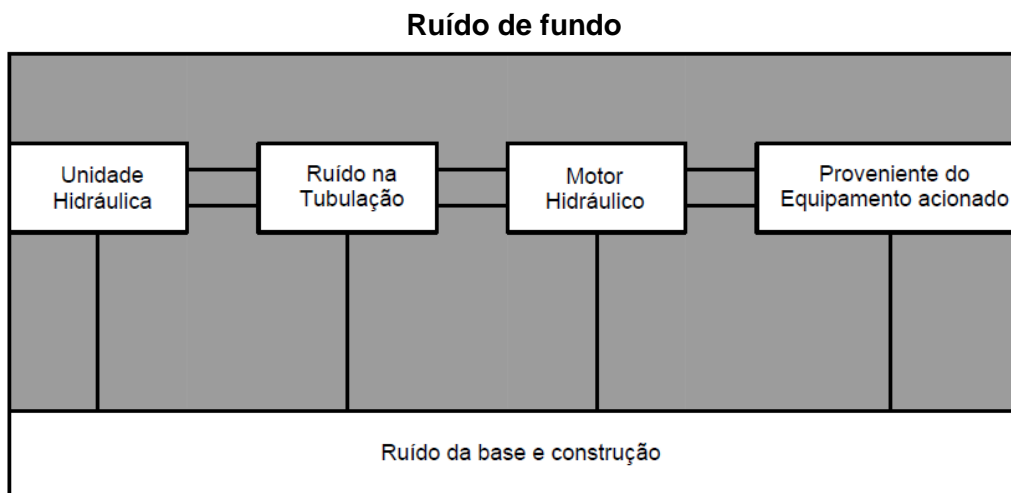 Ruído de fundo
Unidade
Hidráulica
Ruído na
Tubulação
Motor
Hidráulico
Proveniente do
Equipamento acionado
Ruído da base e construção